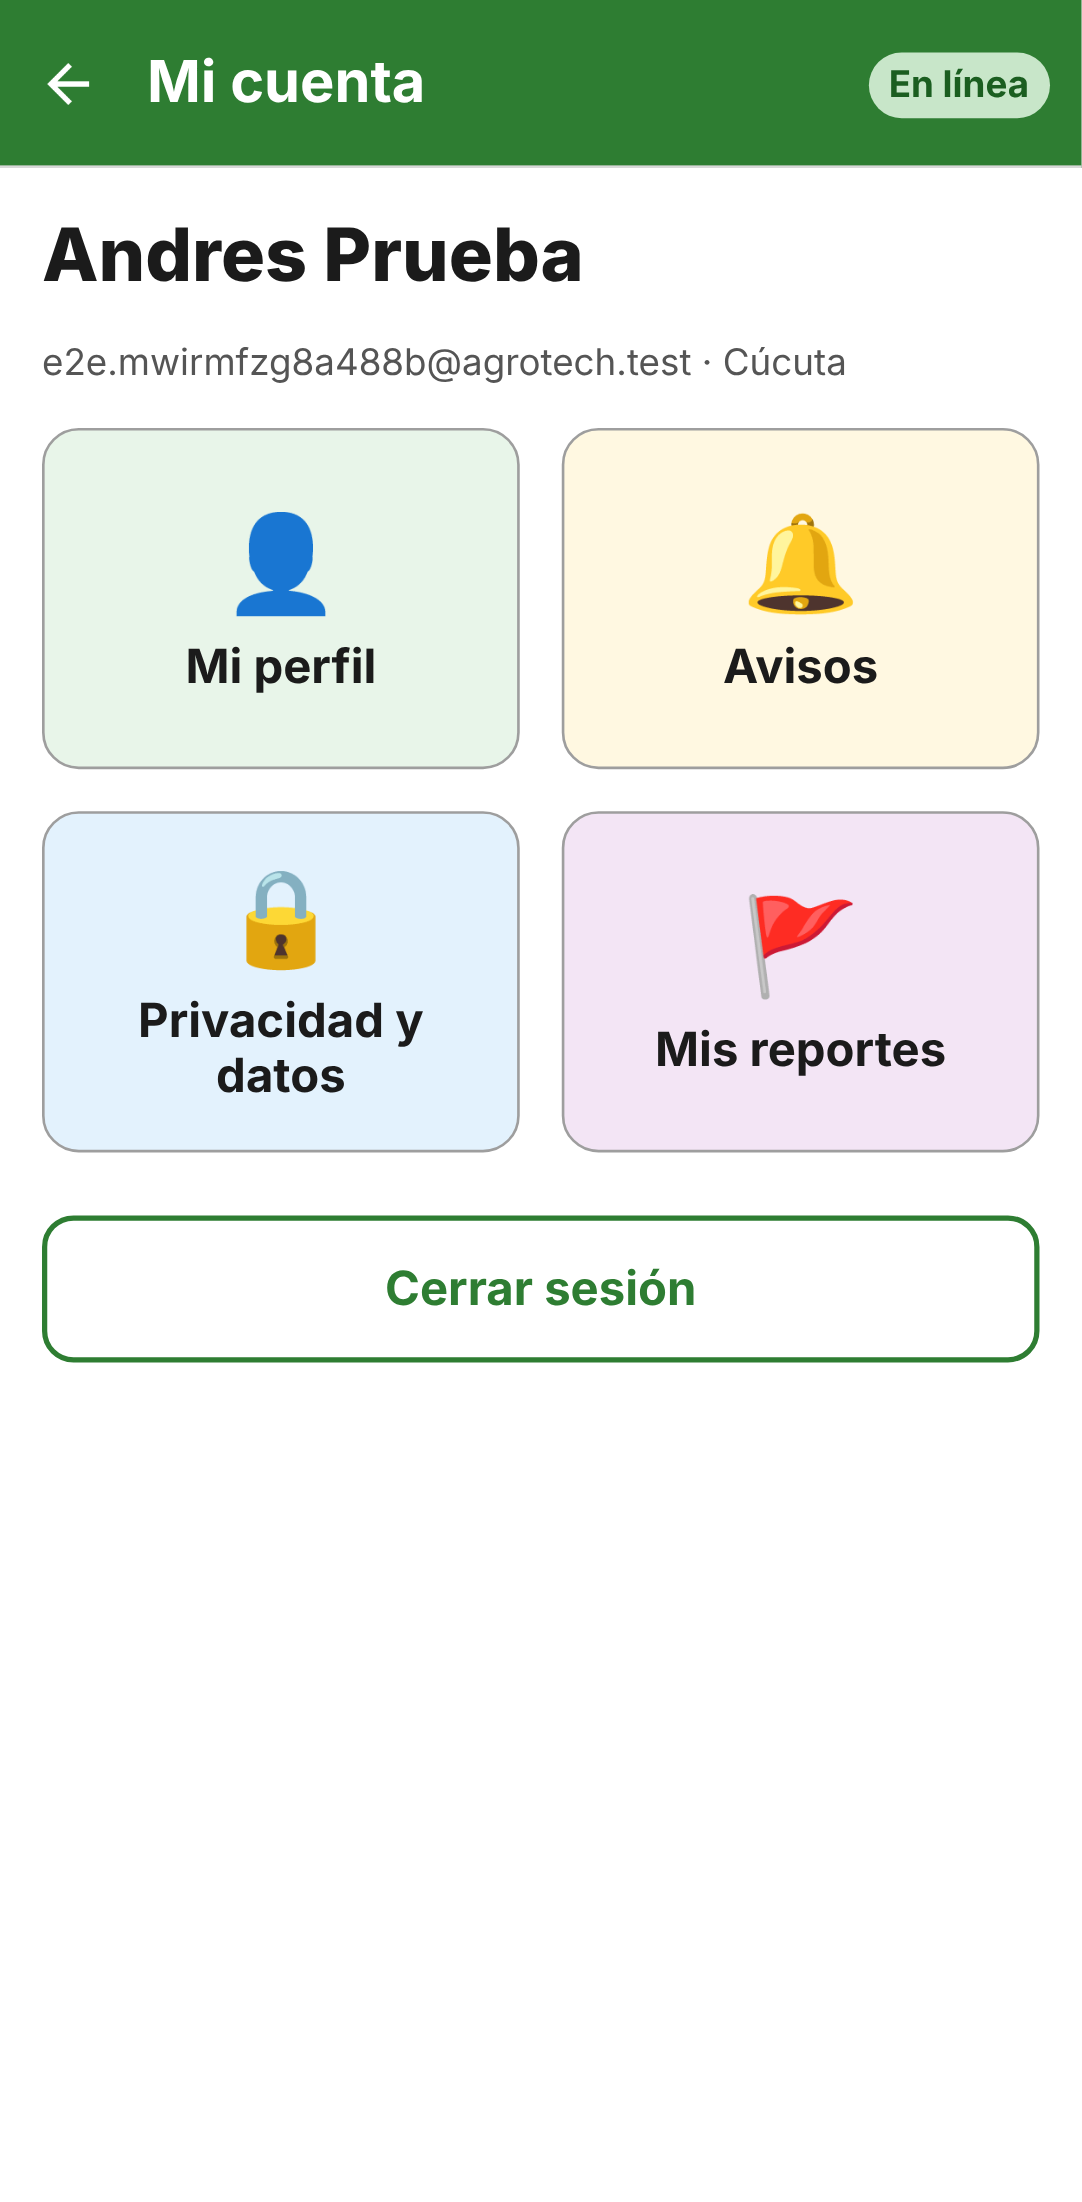 Mi cuenta
En línea
Andres Prueba
e2e.mwirmfzg8a488b@agrotech.test · Cúcuta
Mi perfil
Avisos
Privacidad y
datos
Mis reportes
Cerrar sesión